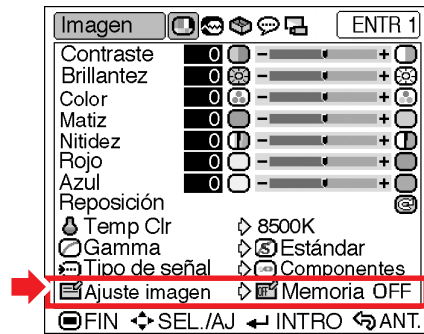 Imagen ENTR 1
Contraste 0 - +
Brillantez 0 - +
Color 0 - +
Matiz 0 - +
Nitidez 0 - +
Rojo 0 - +
Azul 0 - +
Reposición
Temp Clr 8500K
Gamma Estándar
Tipo de señal Componentes
Ajuste imagen OFF Memoria OFF
FIN SEL./AJ INTRO ANT.